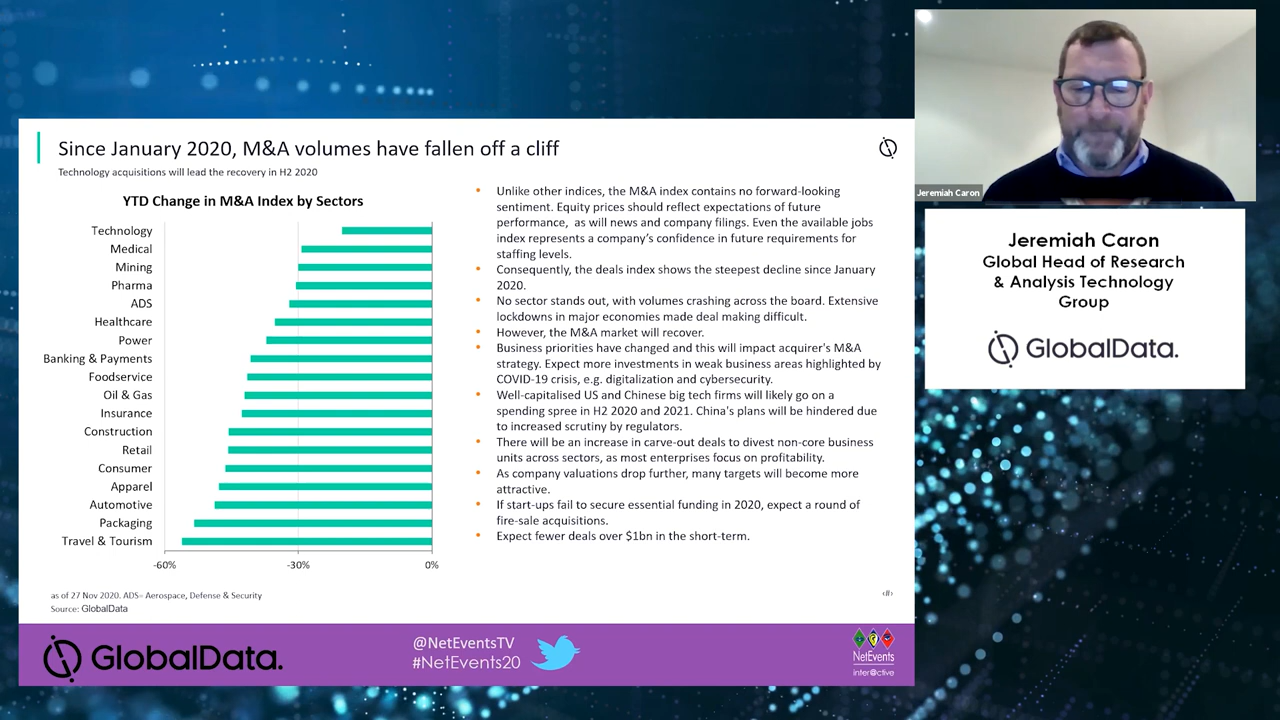 Since January 2020, M&A volumes have fallen off a cliff
Technology acquisitions will lead the recovery in H2 2020
YTD Change in M&A Index by Sectors
Technology
Medical
Mining
Pharma
ADS
Healthcare
Power
Banking & Payments
Foodservice
Oil & Gas
Insurance
Construction
Retail
Consumer
Apparel
Automotive
Packaging
Travel & Tourism
-60%
-30%
0%
• Unlike other indices, the M&A index contains no forward-looking
sentiment. Equity prices should reflect expectations of future
performance, as will news and company filings. Even the available jobs
index represents a company's confidence in future requirements for
staffing levels.
• Consequently, the deals index shows the steepest decline since January
2020.
• No sector stands out, with volumes crashing across the board. Extensive
lockdowns in major economies made deal making difficult.
• However, the M&A market will recover.
• Business priorities have changed and this will impact acquirer's M&A
strategy. Expect more investments in weak business areas highlighted by
COVID-19 crisis, e.g. digitalization and cybersecurity.
• Well-capitalised US and Chinese big tech firms will likely go on a
spending spree in H2 2020 and 2021. China's plans will be hindered due
to increased scrutiny by regulators.
• There will be an increase in carve-out deals to divest non-core business
units across sectors, as most enterprises focus on profitability.
• As company valuations drop further, many targets will become more
attractive.
• If start-ups fail to secure essential funding in 2020, expect a round of
fire-sale acquisitions.
• Expect fewer deals over $1bn in the short-term.
as of 27 Nov 2020. ADS= Aerospace, Defense & Security
Source: GlobalData
‹#›
GlobalData.
@NetEventsTV
#NetEvents20
NetEvents
inter@ctive
Jeremiah Caron
Jeremiah Caron
Global Head of Research
& Analysis Technology
Group
GlobalData.